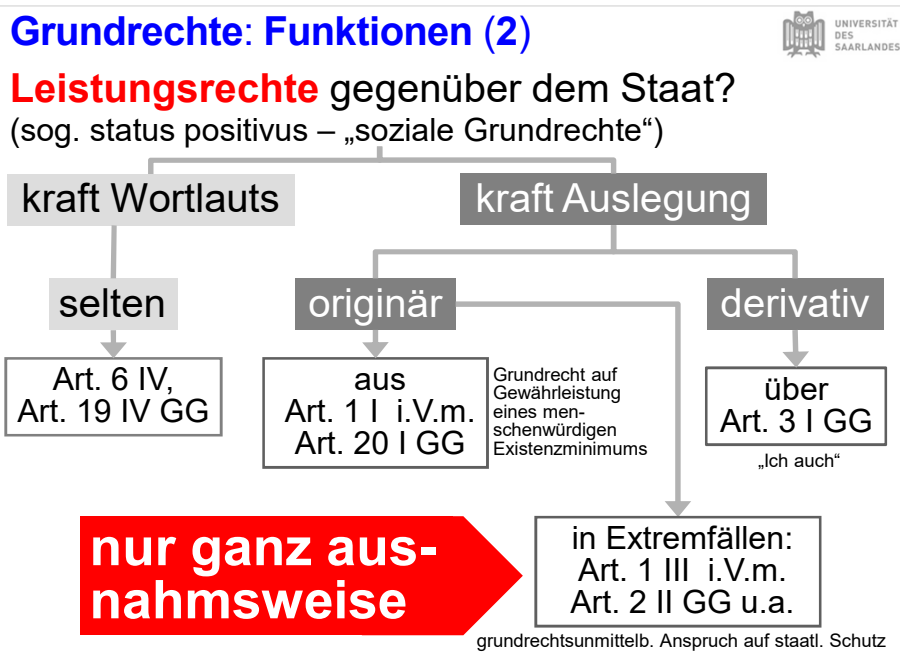 Grundrechte: Funktionen (2)
UNIVERSITÄT
DES
SAARLANDES
Leistungsrechte gegenüber dem Staat?
(sog. status positivus – „soziale Grundrechte“)
kraft Wortlauts
kraft Auslegung
selten
originär
derivativ
Art. 6 IV,
Art. 19 IV GG
aus
Art. 1 I i.V.m.
Art. 20 I GG
Grundrecht auf
Gewährleistung
eines men-
schenwürdigen
Existenzminimums
über
Art. 3 I GG
„Ich auch“
nur ganz aus-
nahmsweise
in Extremfällen:
Art. 1 III i.V.m.
Art. 2 II GG u.a.
grundrechtsunmittelb. Anspruch auf staatl. Schutz